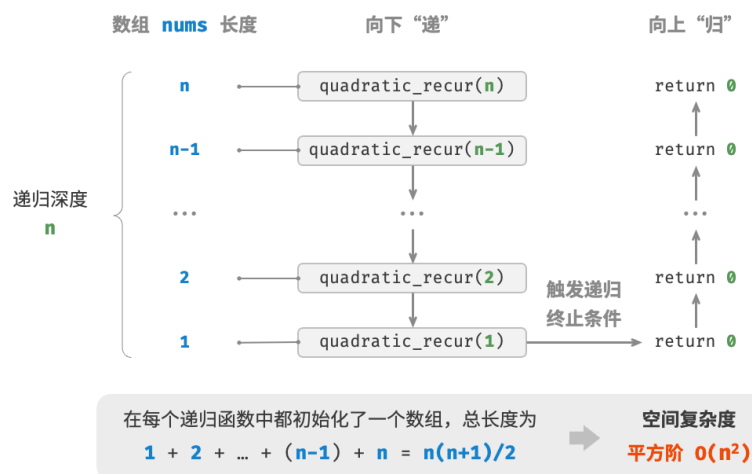 数组 nums 长度 向下“递” 向上“归”
n quadratic_recur(n) return 0
n-1 quadratic_recur(n-1) return 0
递归深度
n
... ... ...
2 quadratic_recur(2) return 0
触发递归
终止条件
1 quadratic_recur(1) return 0
在每个递归函数中都初始化了一个数组，总长度为
1 + 2 + … + (n-1) + n = n(n+1)/2
空间复杂度
平方阶 O(n²)